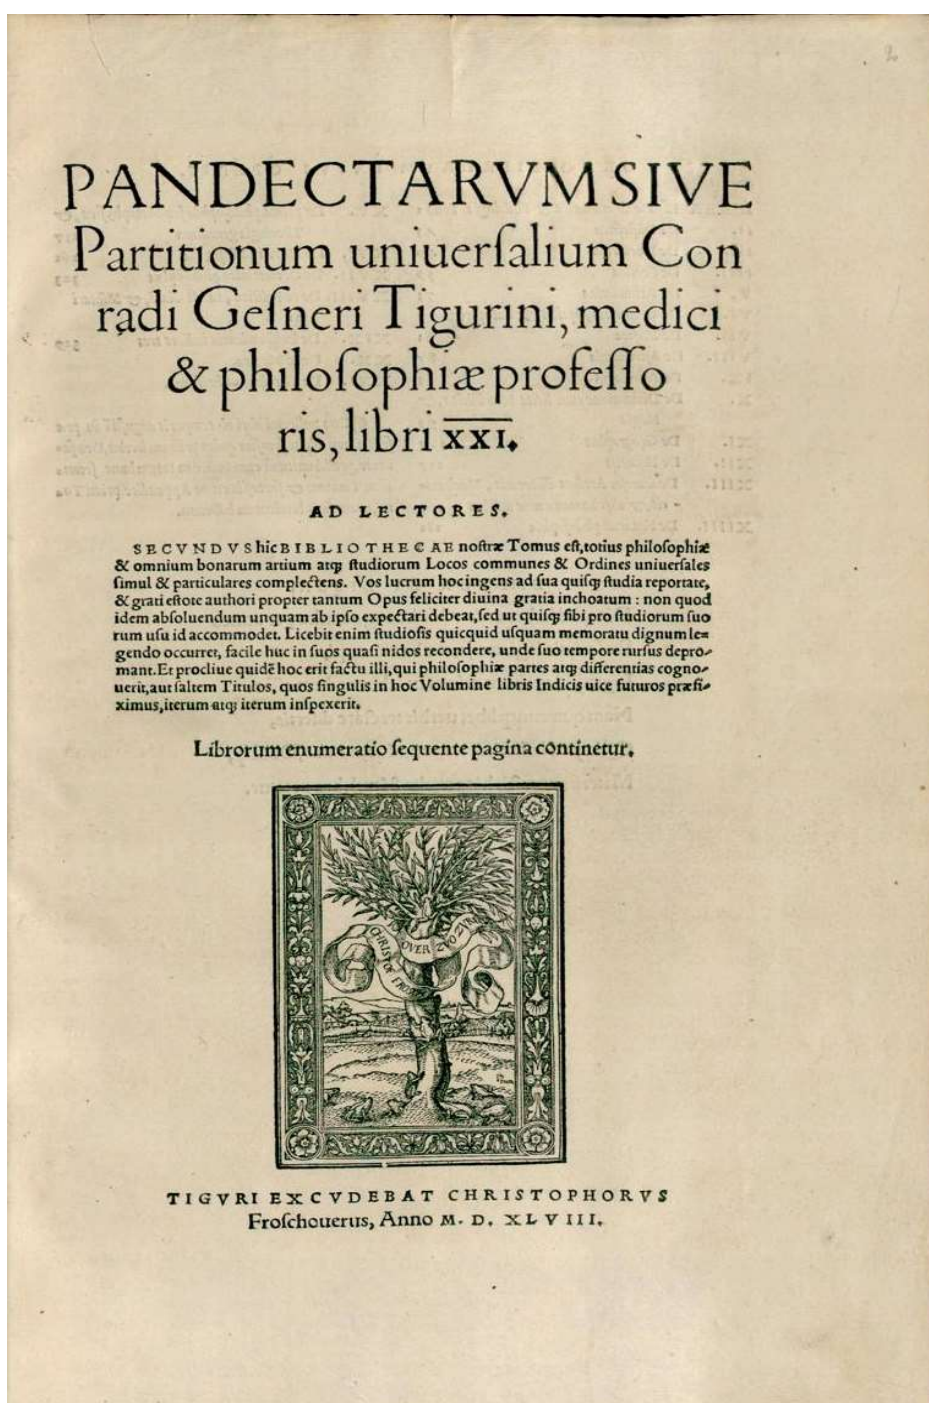 2
PANDECTARVM SIVE
Partitionum uniuerſalium Con
radi Geſneri Tigurini, medici
& philoſophiæ profeſſo
ris, libri XXI.
AD LECTORES.
SECVNDVS hic BIBLIOTHECAE noſtræ Tomus eſt, totius philoſophiæ
& omnium bonarum artium atq; ſtudiorum Locos communes & Ordines uniuerſales
ſimul & particulares complectens. Vos lucrum hoc ingens ad ſua quiſq; ſtudia reportate,
& grati eſtote authori propter tantum Opus feliciter diuina gratia inchoatum : non quod
idem abſoluendum unquam ab ipſo expectari debeat, ſed ut quiſq; ſibi pro ſtudiorum ſuo
rum uſu id accommodet. Licebit enim ſtudioſis quicquid uſquam memoratu dignum le=
gendo occurret, facile huc in ſuos quaſi nidos recondere, unde ſuo tempore rurſus depro-
mant. Et procliue quidē hoc erit factu illi, qui philoſophiæ partes atq; differentias cogno-
uerit, aut ſaltem Titulos, quos ſingulis in hoc Volumine libris Indicis uice futuros præfi-
ximus, iterum atq; iterum inſpexerit.
Librorum enumeratio ſequente pagina continetur.
CHRISTOF FROS
OVER ZVO ZVR
TIGVRI EXCVDEBAT CHRISTOPHORVS
Froſchouerus, Anno M. D. XLVIII.